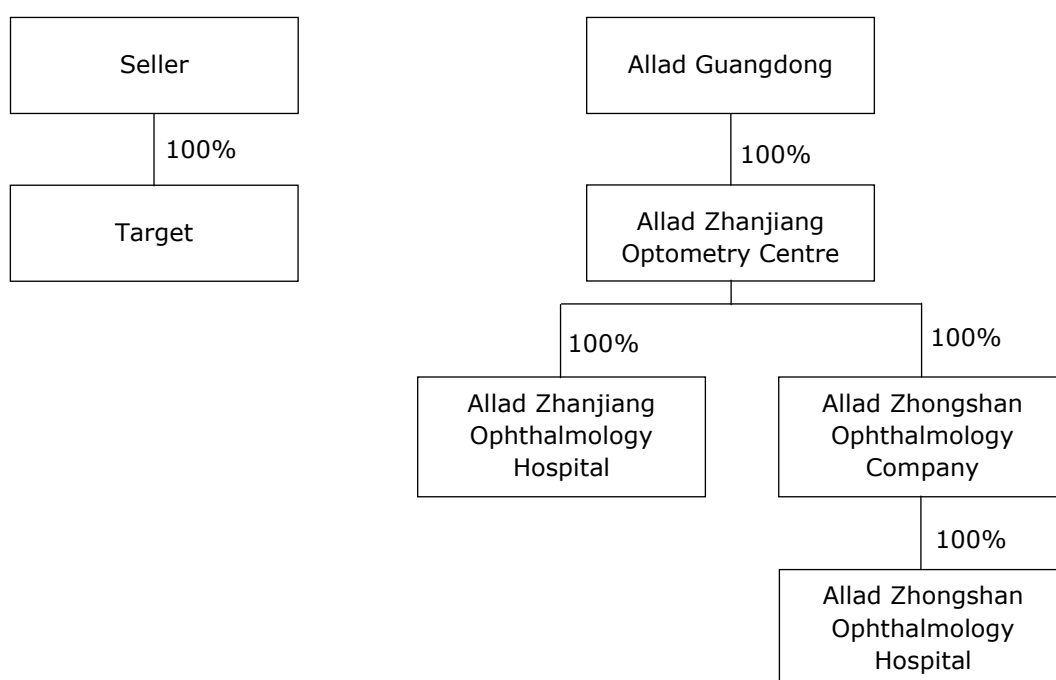 Seller
Allad Guangdong
100%
100%
Target
Allad Zhanjiang
Optometry Centre
100%
100%
Allad Zhanjiang
Ophthalmology
Hospital
Allad Zhongshan
Ophthalmology
Company
100%
Allad Zhongshan
Ophthalmology
Hospital